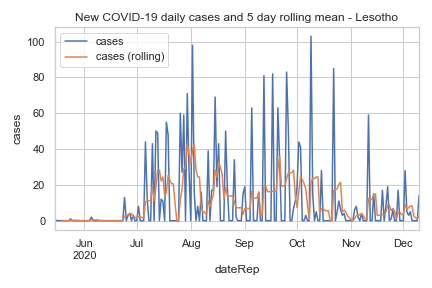 New COVID-19 daily cases and 5 day rolling mean - Lesotho
cases
cases (rolling)
cases
100
80
60
40
20
0
Jun Jul Aug Sep Oct Nov Dec
2020
dateRep